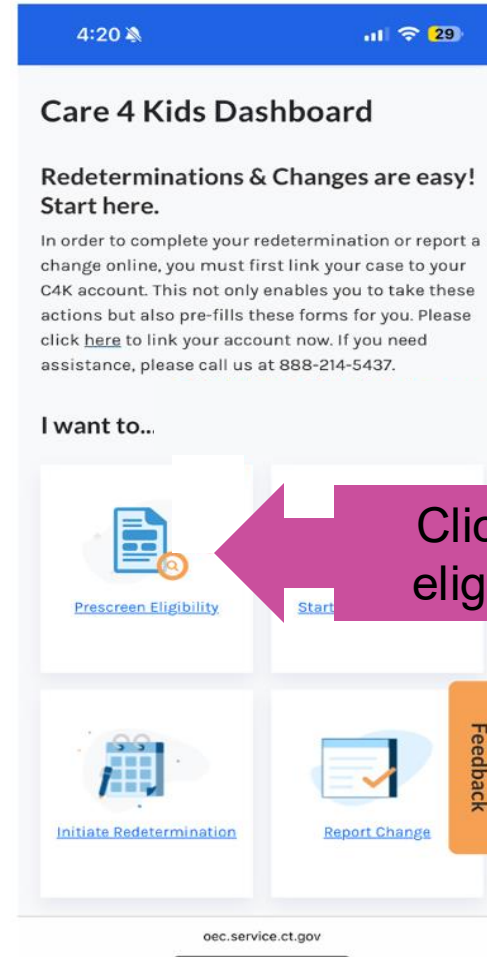 4:20
29
Care 4 Kids Dashboard
Redeterminations & Changes are easy!
Start here.
In order to complete your redetermination or report a
change online, you must first link your case to your
C4K account. This not only enables you to take these
actions but also pre-fills these forms for you. Please
click here to link your account now. If you need
assistance, please call us at 888-214-5437.
I want to...
Prescreen Eligibility
Start
Initiate Redetermination
Report Change
Feedback
oec.service.ct.gov